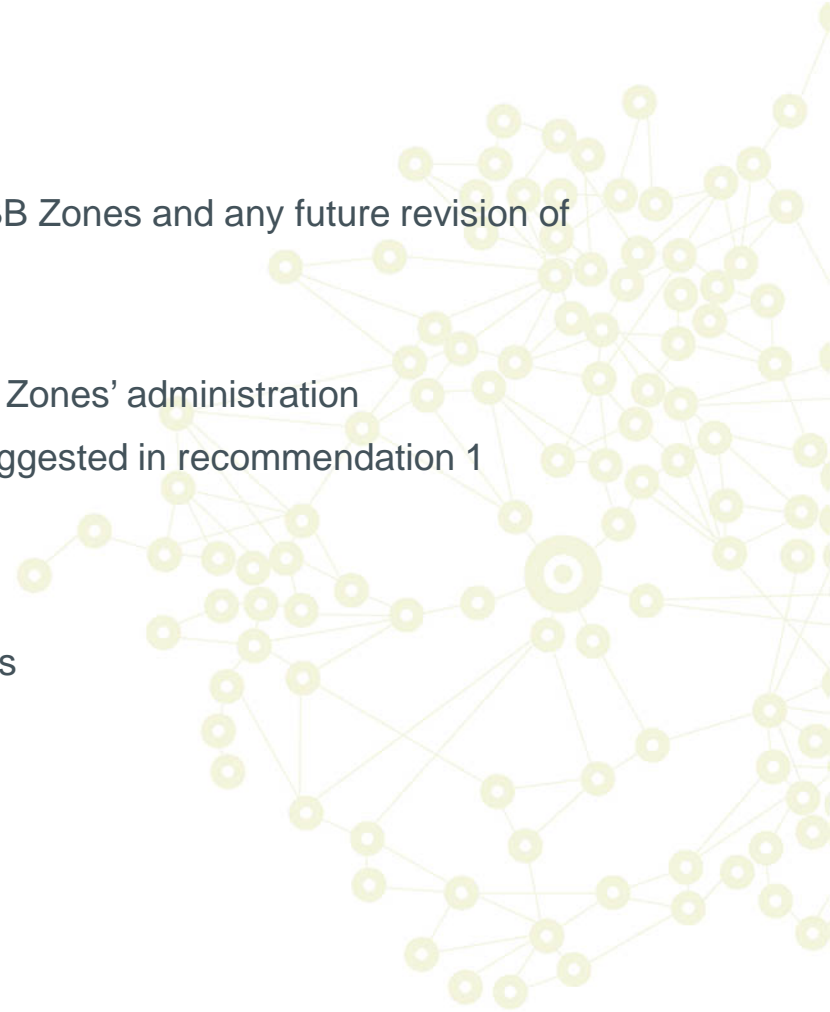 B Zones and any future revision of
Zones’ administration
ggested in recommendation 1
s